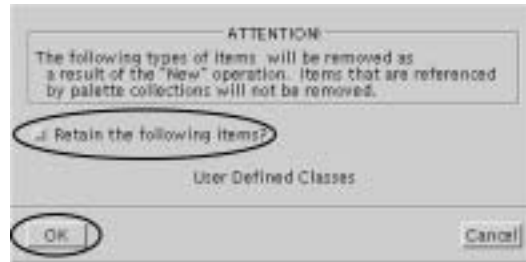 ATTENTION!
The following types of items will be removed as
a result of the "New" operation. Items that are referenced
by palette collections will not be removed.
Retain the following items?
User Defined Classes
OK
Cancel